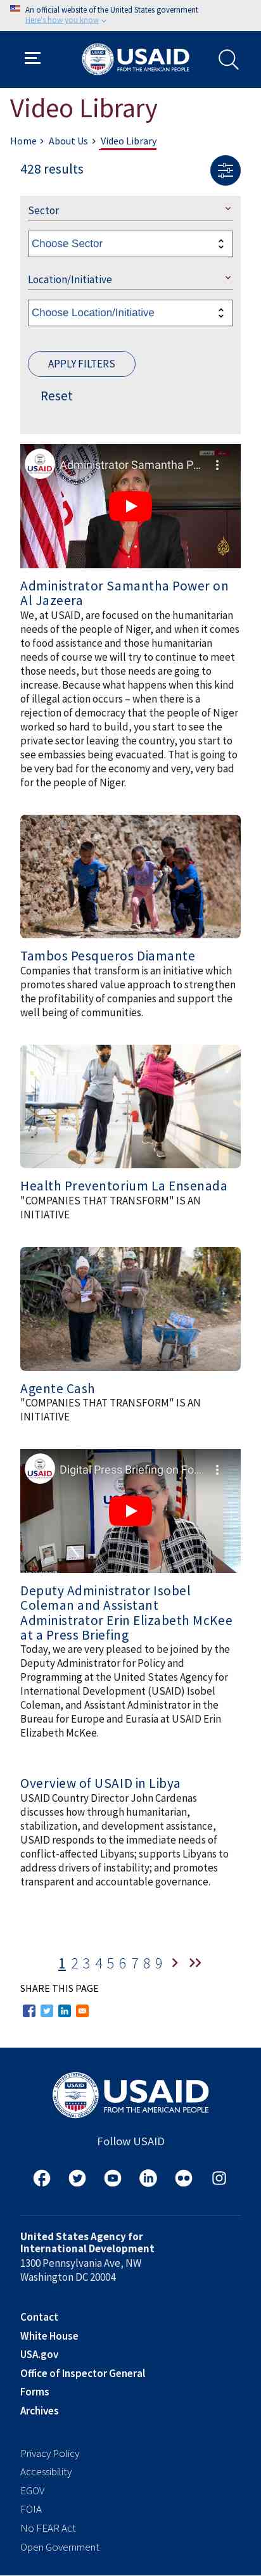 An official website of the United States government
Here's how you know
USAID
FROM THE AMERICAN PEOPLE
Video Library
Home
About Us
Video Library
428 results
Sector
Choose Sector
Location/Initiative
Choose Location/Initiative
APPLY FILTERS
Reset
USAID
Administrator Samantha P...
Administrator Samantha Power on
Al Jazeera
We, at USAID, are focused on the humanitarian
needs of the people of Niger, and when it comes
to food assistance and those humanitarian
needs of course we will try to continue to meet
those needs, but those needs are going to
increase. Because what happens when this kind
of illegal action occurs – when there is a
rejection of democracy that the people of Niger
worked so hard to build, you start to see the
private sector leaving the country, you start to
see embassies being evacuated. That is going to
be very bad for the economy and very, very bad
for the people of Niger.
Tambos Pesqueros Diamante
Companies that transform is an initiative which
promotes shared value approach to strengthen
the profitability of companies and support the
well being of communities.
Health Preventorium La Ensenada
"COMPANIES THAT TRANSFORM" IS AN
INITIATIVE
Agente Cash
"COMPANIES THAT TRANSFORM" IS AN
INITIATIVE
USAID
Digital Press Briefing on Fo...
Deputy Administrator Isobel
Coleman and Assistant
Administrator Erin Elizabeth McKee
at a Press Briefing
Today, we are very pleased to be joined by the
Deputy Administrator for Policy and
Programming at the United States Agency for
International Development (USAID) Isobel
Coleman, and Assistant Administrator in the
Bureau for Europe and Eurasia at USAID Erin
Elizabeth McKee.
Overview of USAID in Libya
USAID Country Director John Cardenas
discusses how through humanitarian,
stabilization, and development assistance,
USAID responds to the immediate needs of
conflict-affected Libyans; supports Libyans to
address drivers of instability; and promotes
transparent and accountable governance.
1 2 3 4 5 6 7 8 9
SHARE THIS PAGE
USAID
FROM THE AMERICAN PEOPLE
Follow USAID
United States Agency for
International Development
1300 Pennsylvania Ave, NW
Washington DC 20004
Contact
White House
USA.gov
Office of Inspector General
Forms
Archives
Privacy Policy
Accessibility
EGOV
FOIA
No FEAR Act
Open Government